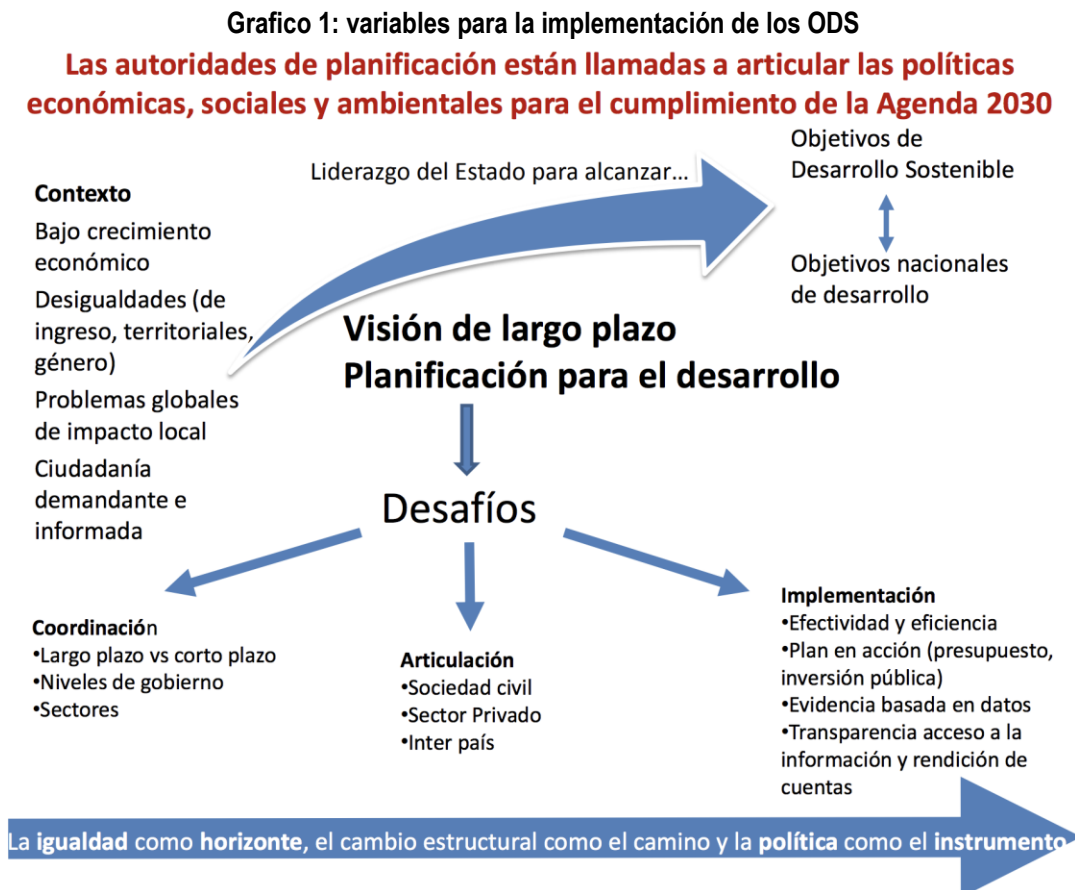 Grafico 1: variables para la implementación de los ODS
Las autoridades de planificación están llamadas a articular las políticas
económicas, sociales y ambientales para el cumplimiento de la Agenda 2030
Liderazgo del Estado para alcanzar...
Objetivos de
Desarrollo Sostenible
Objetivos nacionales
de desarrollo
Contexto
Bajo crecimiento
económico
Desigualdades (de
ingreso, territoriales,
género)
Problemas globales
de impacto local
Ciudadanía
demandante e
informada
Visión de largo plazo
Planificación para el desarrollo
Desafíos
Coordinación
•Largo plazo vs corto plazo
•Niveles de gobierno
•Sectores
Articulación
•Sociedad civil
•Sector Privado
•Inter país
Implementación
•Efectividad y eficiencia
•Plan en acción (presupuesto,
inversión pública)
•Evidencia basada en datos
•Transparencia acceso a la
información y rendición de
cuentas
La igualdad como horizonte, el cambio estructural como el camino y la política como el instrumento